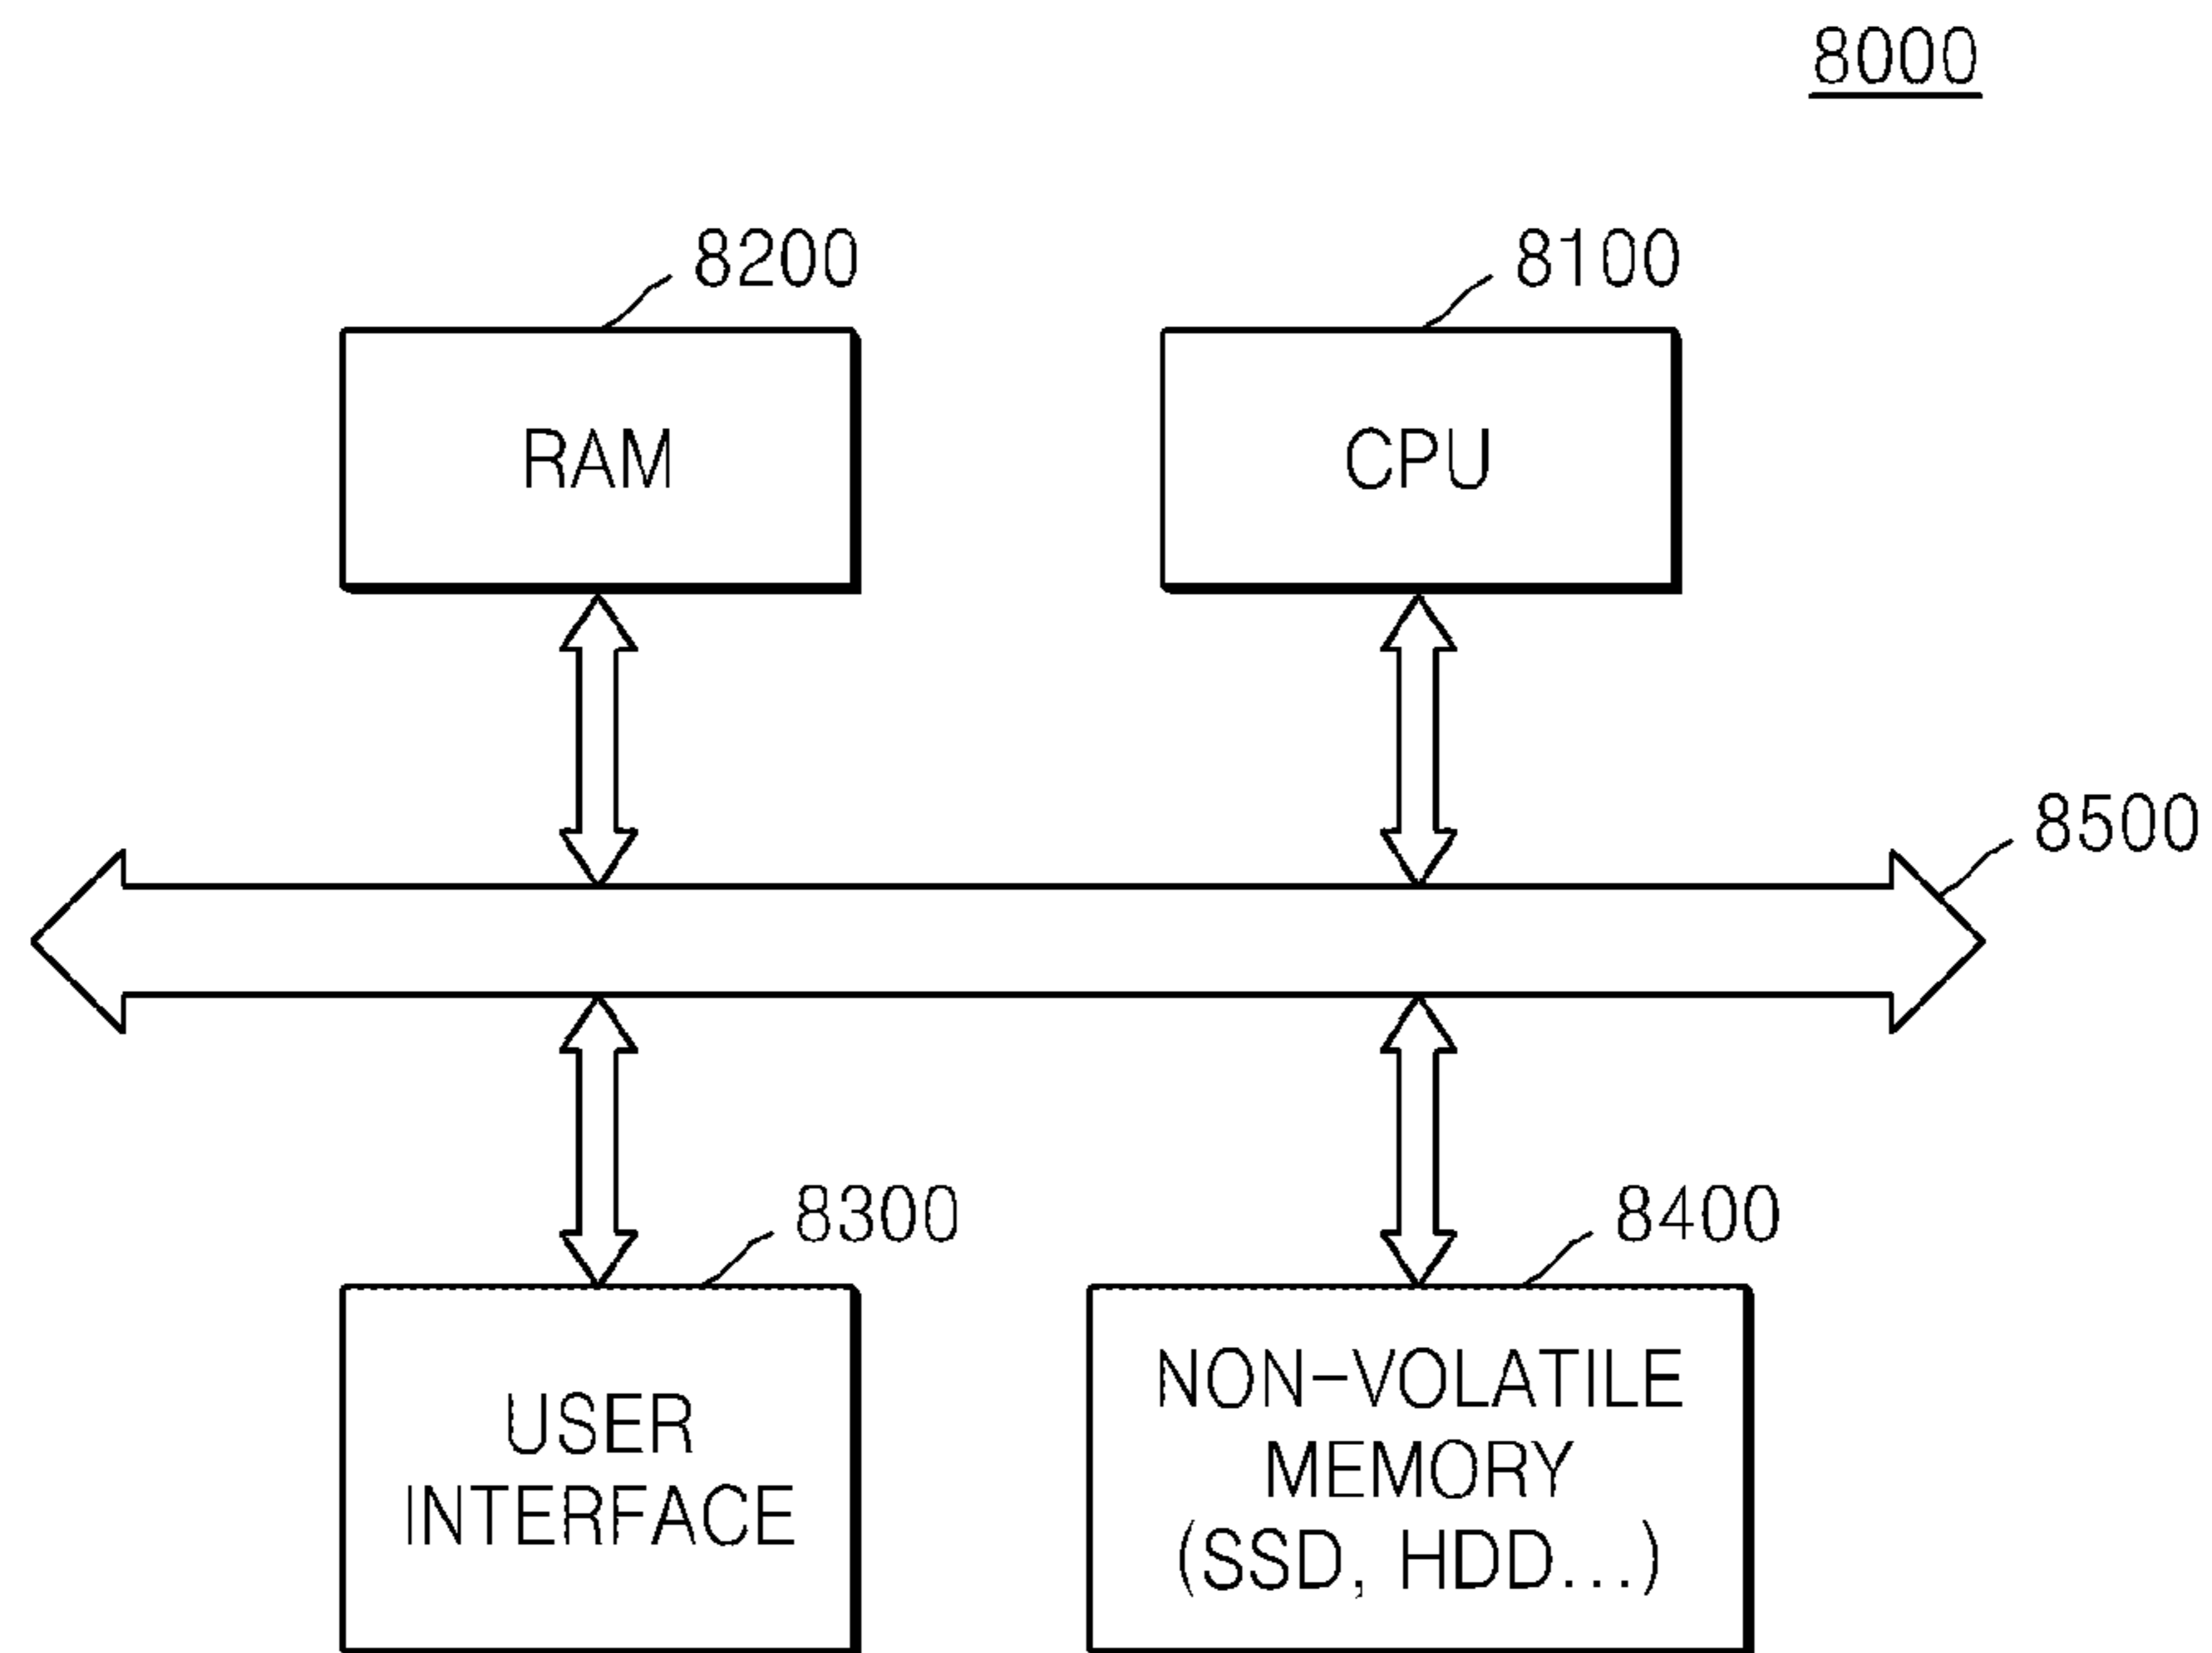 8000
8200
8100
RAM
CPU
8500
8300
8400
USER
INTERFACE
NON-VOLATILE
MEMORY
(SSD, HDD...)